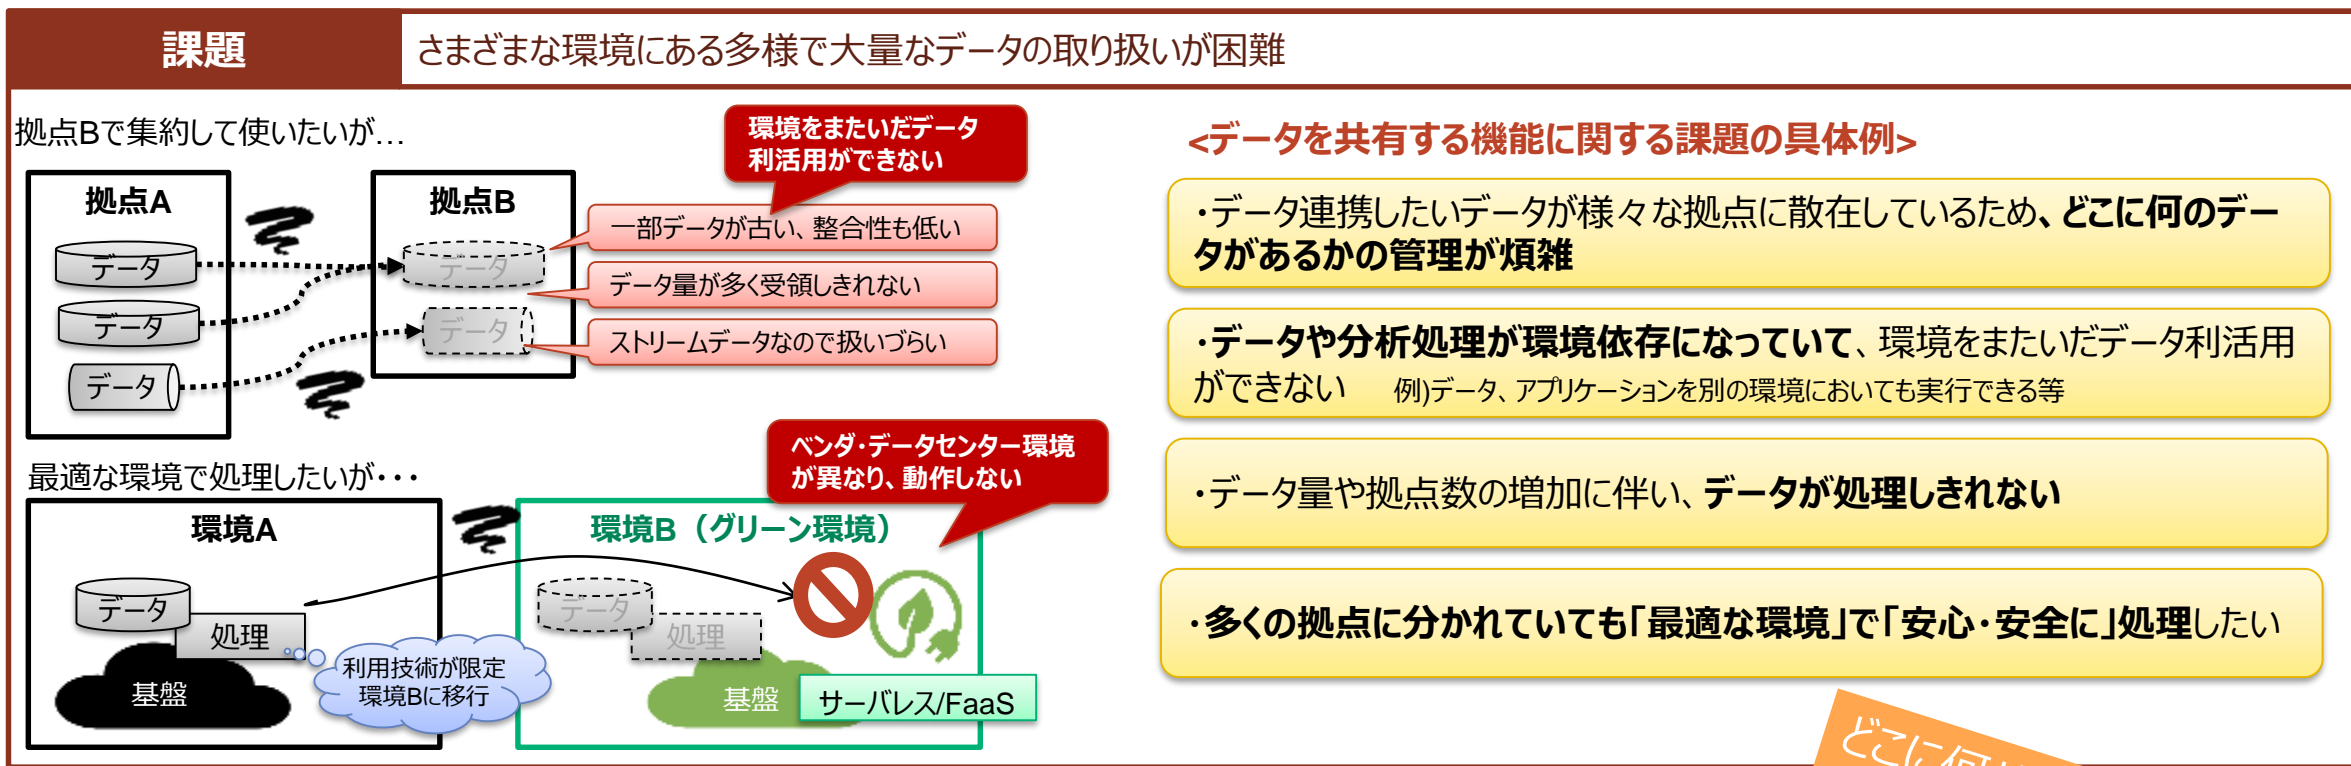 課題
さまざまな環境にある多様で大量なデータの取り扱いが困難
拠点Bで集約して使いたいが…
環境をまたいだデータ
利活用ができない
拠点A
データ
データ
データ
拠点B
データ
データ
一部データが古い、整合性も低い
データ量が多く受領しきれない
ストリームデータなので扱いづらい
最適な環境で処理したいが・・・
ベンダ・データセンター環境
が異なり、動作しない
環境A
データ
処理
基盤
利用技術が限定
環境Bに移行
環境B（グリーン環境）
データ
処理
基盤
サーバレス/FaaS
<データを共有する機能に関する課題の具体例>
・データ連携したいデータが様々な拠点に散在しているため、どこに何のデー
タがあるかの管理が煩雑
・データや分析処理が環境依存になっていて、環境をまたいだデータ利活用
ができない　例)データ、アプリケーションを別の環境においても実行できる等
・データ量や拠点数の増加に伴い、データが処理しきれない
・多くの拠点に分かれていても「最適な環境」で「安心・安全に」処理したい
どこに何